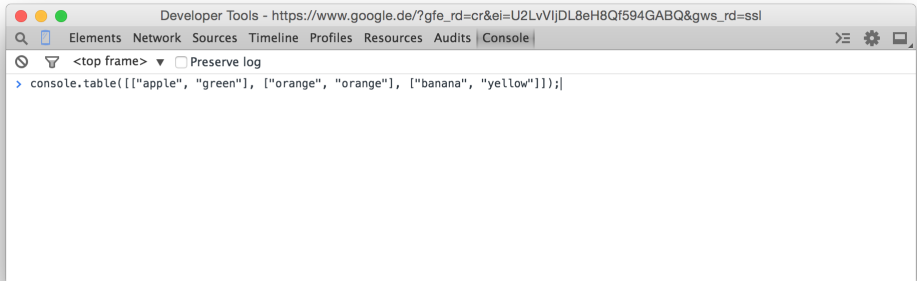 Developer Tools - https://www.google.de/?gfe_rd=cr&ei=U2LvVIjDL8eH8Qf594GABQ&gws_rd=ssl
Elements Network Sources Timeline Profiles Resources Audits Console
<top frame> Preserve log
console.table([["apple", "green"], ["orange", "orange"], ["banana", "yellow"]]);